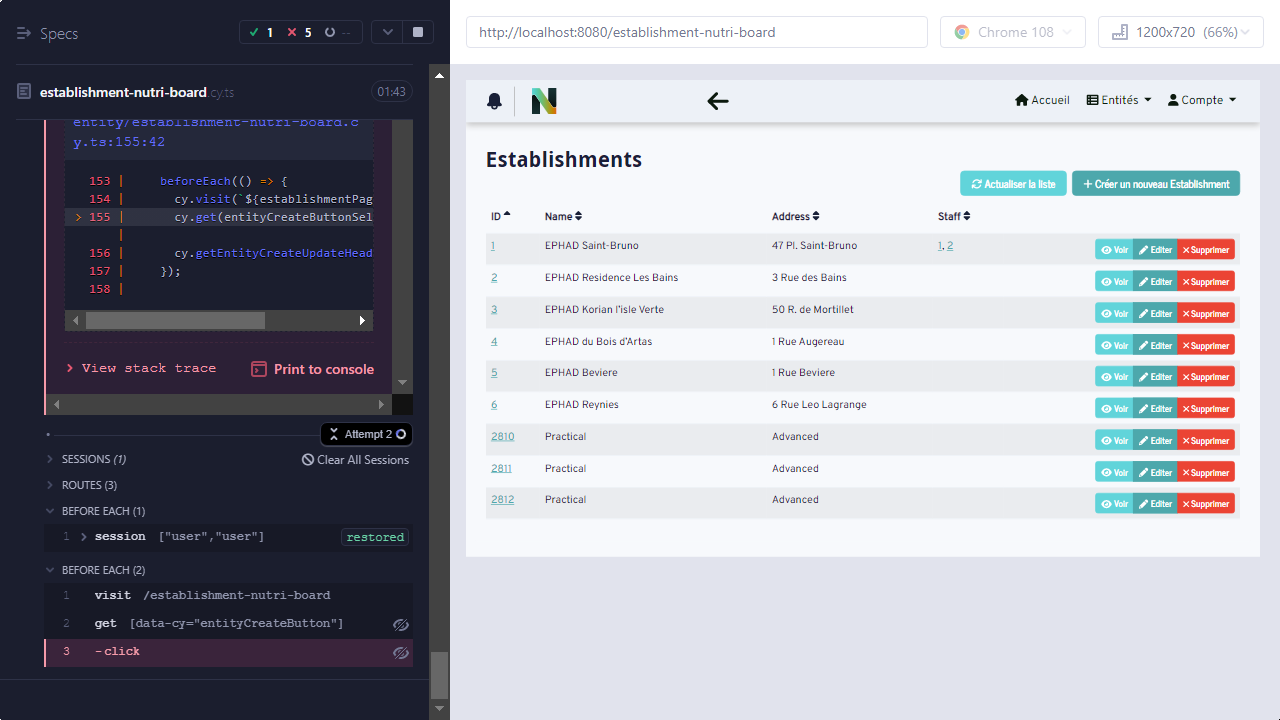 Specs
1 5 --
establishment-nutri-board.cy.ts
01:43
entity/establishment-nutri-board.c
y.ts:155:42
153 | beforeEach(() => {
154 | cy.visit(`${establishmentPag
> 155 | cy.get(entityCreateButtonSel
|
156 | cy.getEntityCreateUpdateHead
157 | });
158 |
> View stack trace
Print to console
Attempt 2
SESSIONS (1)
Clear All Sessions
ROUTES (3)
BEFORE EACH (1)
1 session ["user","user"] restored
BEFORE EACH (2)
1 visit /establishment-nutri-board
2 get [data-cy="entityCreateButton"]
3 -click
http://localhost:8080/establishment-nutri-board
Chrome 108
1200x720 (66%)
N
Accueil
Entités
Compte
Establishments
Actualiser la liste
+ Créer un nouveau Establishment
ID Name Address Staff
1 EPHAD Saint-Bruno 47 Pl. Saint-Bruno 1, 2 Voir Editer Supprimer
2 EPHAD Residence Les Bains 3 Rue des Bains Voir Editer Supprimer
3 EPHAD Korian l'isle Verte 50 R. de Mortillet Voir Editer Supprimer
4 EPHAD du Bois d'Artas 1 Rue Augereau Voir Editer Supprimer
5 EPHAD Beviere 1 Rue Beviere Voir Editer Supprimer
6 EPHAD Reynies 6 Rue Leo Lagrange Voir Editer Supprimer
2810 Practical Advanced Voir Editer Supprimer
2811 Practical Advanced Voir Editer Supprimer
2812 Practical Advanced Voir Editer Supprimer